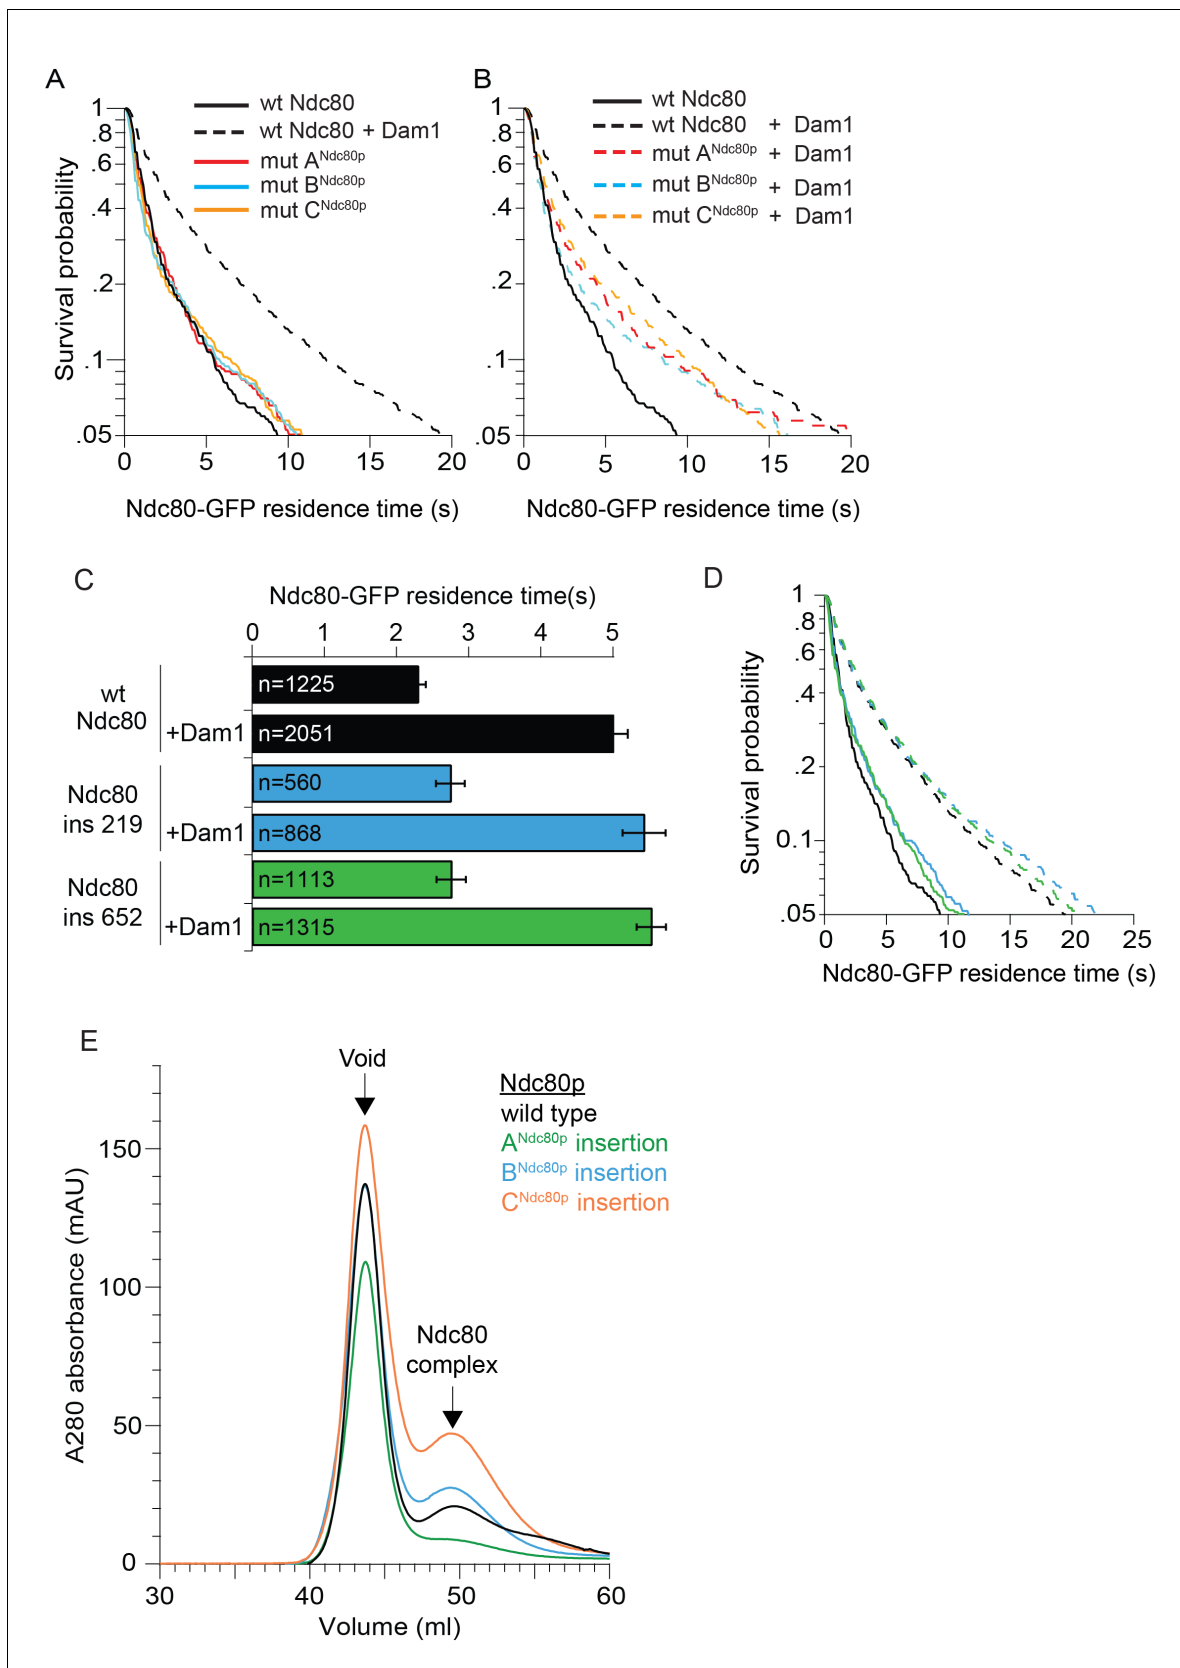 A
wt Ndc80
wt Ndc80 + Dam1
mut A^Ndc80p
mut B^Ndc80p
mut C^Ndc80p
1
.8
.6
.4
.2
.1
.05
Survival probability
0 5 10 15 20
Ndc80-GFP residence time (s)
B
wt Ndc80
wt Ndc80 + Dam1
mut A^Ndc80p + Dam1
mut B^Ndc80p + Dam1
mut C^Ndc80p + Dam1
1
.8
.6
.4
.2
.1
.05
Survival probability
0 5 10 15 20
Ndc80-GFP residence time (s)
C
Ndc80-GFP residence time(s)
0 1 2 3 4 5
wt
Ndc80
n=1225
+Dam1
n=2051
Ndc80
ins 219
n=560
+Dam1
n=868
Ndc80
ins 652
n=1113
+Dam1
n=1315
D
1
.8
.6
.4
.2
0.1
.05
Survival probability
0 5 10 15 20 25
Ndc80-GFP residence time (s)
E
Void
Ndc80p
wild type
A^Ndc80p insertion
B^Ndc80p insertion
C^Ndc80p insertion
Ndc80
complex
150
100
50
0
A280 absorbance (mAU)
30 40 50 60
Volume (ml)